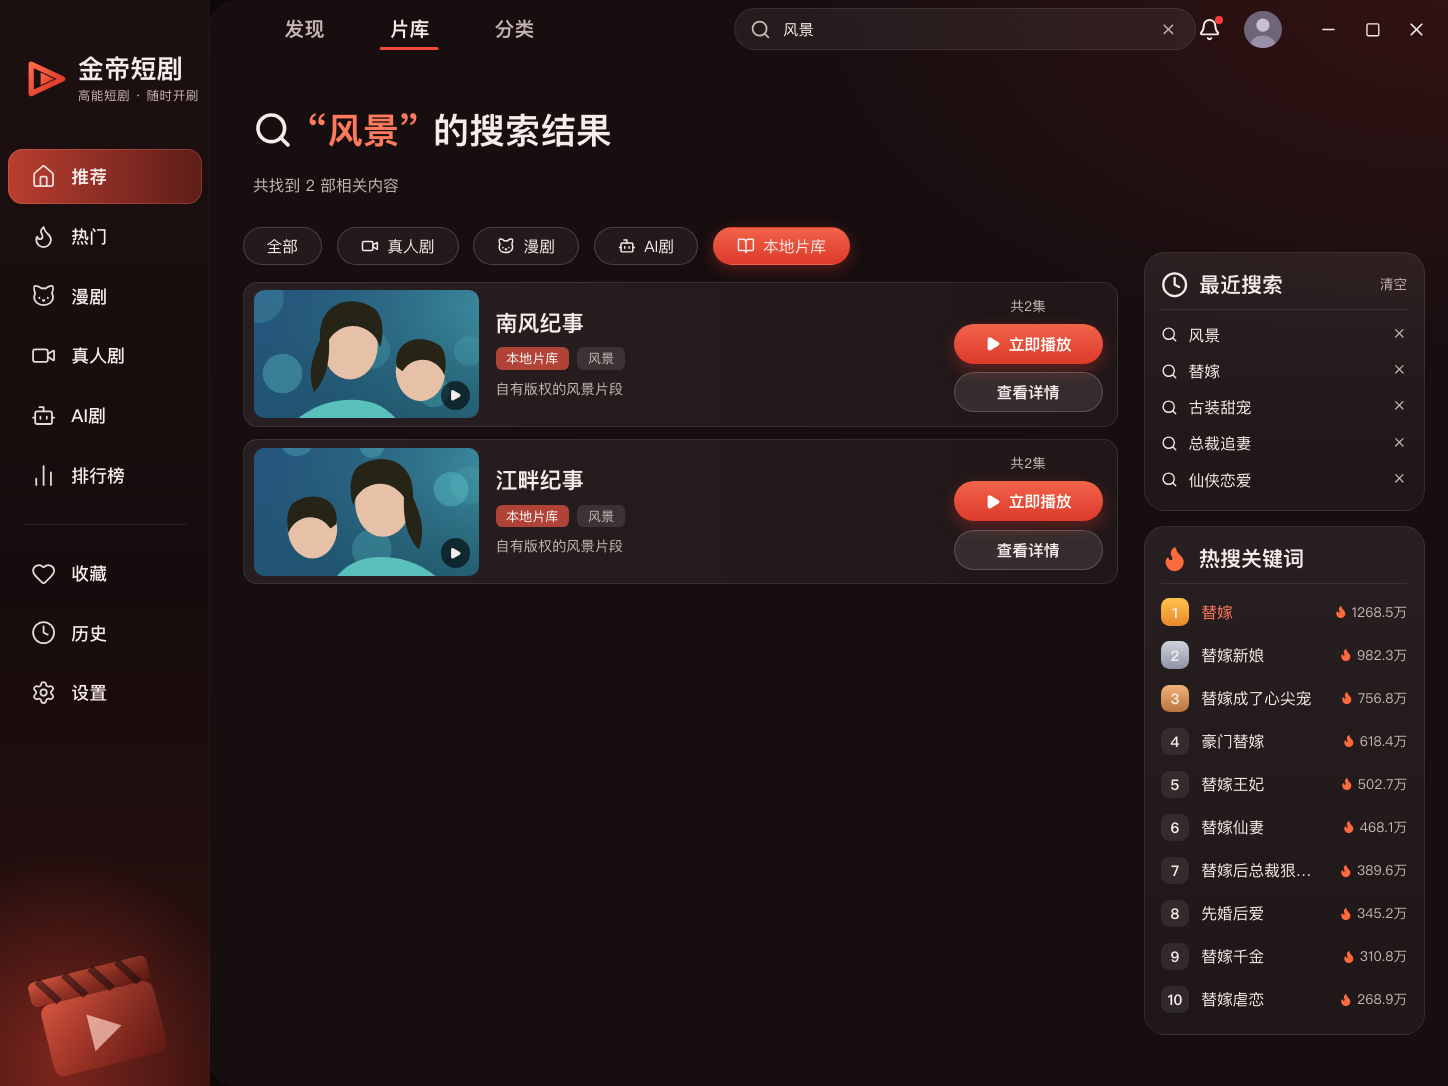 金帝短剧
高能短剧 · 随时开刷
推荐
热门
漫剧
真人剧
AI剧
排行榜
收藏
历史
设置
发现
片库
分类
风景
“风景” 的搜索结果
共找到 2 部相关内容
全部
真人剧
漫剧
AI剧
本地片库
南风纪事
本地片库
风景
自有版权的风景片段
共2集
立即播放
查看详情
江畔纪事
本地片库
风景
自有版权的风景片段
共2集
立即播放
查看详情
最近搜索
清空
风景
替嫁
古装甜宠
总裁追妻
仙侠恋爱
热搜关键词
1 替嫁 1268.5万
2 替嫁新娘 982.3万
3 替嫁成了心尖宠 756.8万
4 豪门替嫁 618.4万
5 替嫁王妃 502.7万
6 替嫁仙妻 468.1万
7 替嫁后总裁狠... 389.6万
8 先婚后爱 345.2万
9 替嫁千金 310.8万
10 替嫁虐恋 268.9万